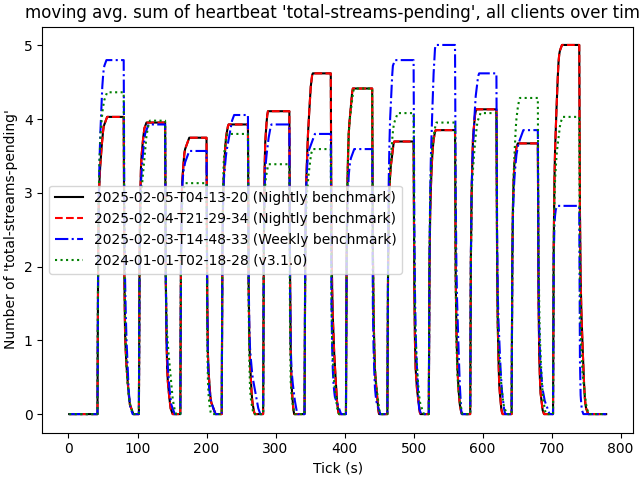 moving avg. sum of heartbeat 'total-streams-pending', all clients over tim
Number of 'total-streams-pending'
5
4
3
2
1
0
2025-02-05-T04-13-20 (Nightly benchmark)
2025-02-04-T21-29-34 (Nightly benchmark)
2025-02-03-T14-48-33 (Weekly benchmark)
2024-01-01-T02-18-28 (v3.1.0)
0 100 200 300 400 500 600 700 800
Tick (s)